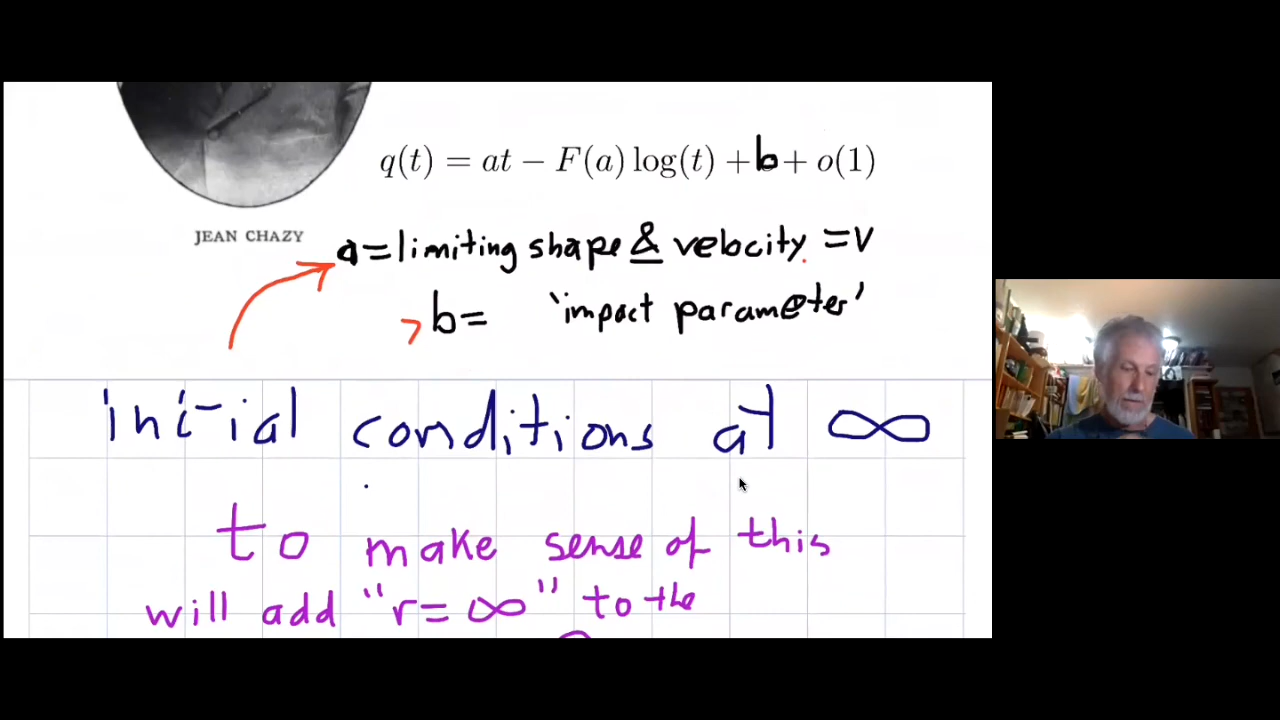 q(t) = at − F(a) log(t) + b + o(1)
JEAN CHAZY
a = limiting shape & velocity. = v
b = 'impact parameter'
initial conditions at ∞
to make sense of this
will add "r = ∞" to the